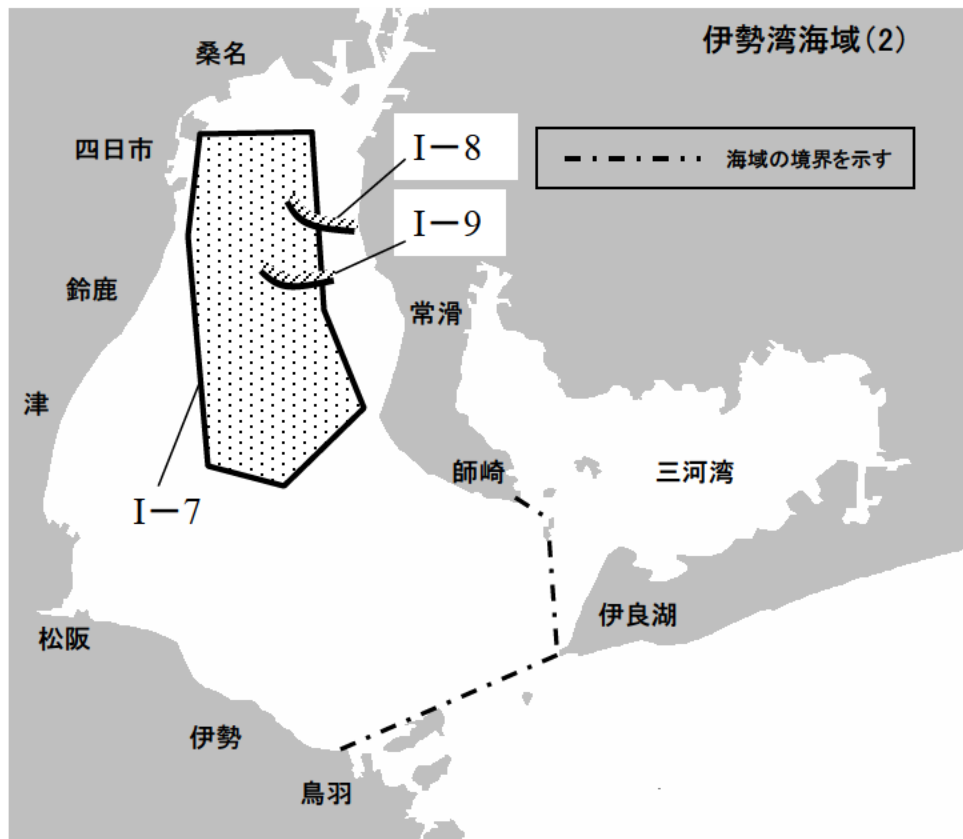 伊勢湾海域(2)
桑名
四日市
I-8
海域の境界を示す
I-9
鈴鹿
常滑
津
師崎
三河湾
I-7
伊良湖
松阪
伊勢
鳥羽